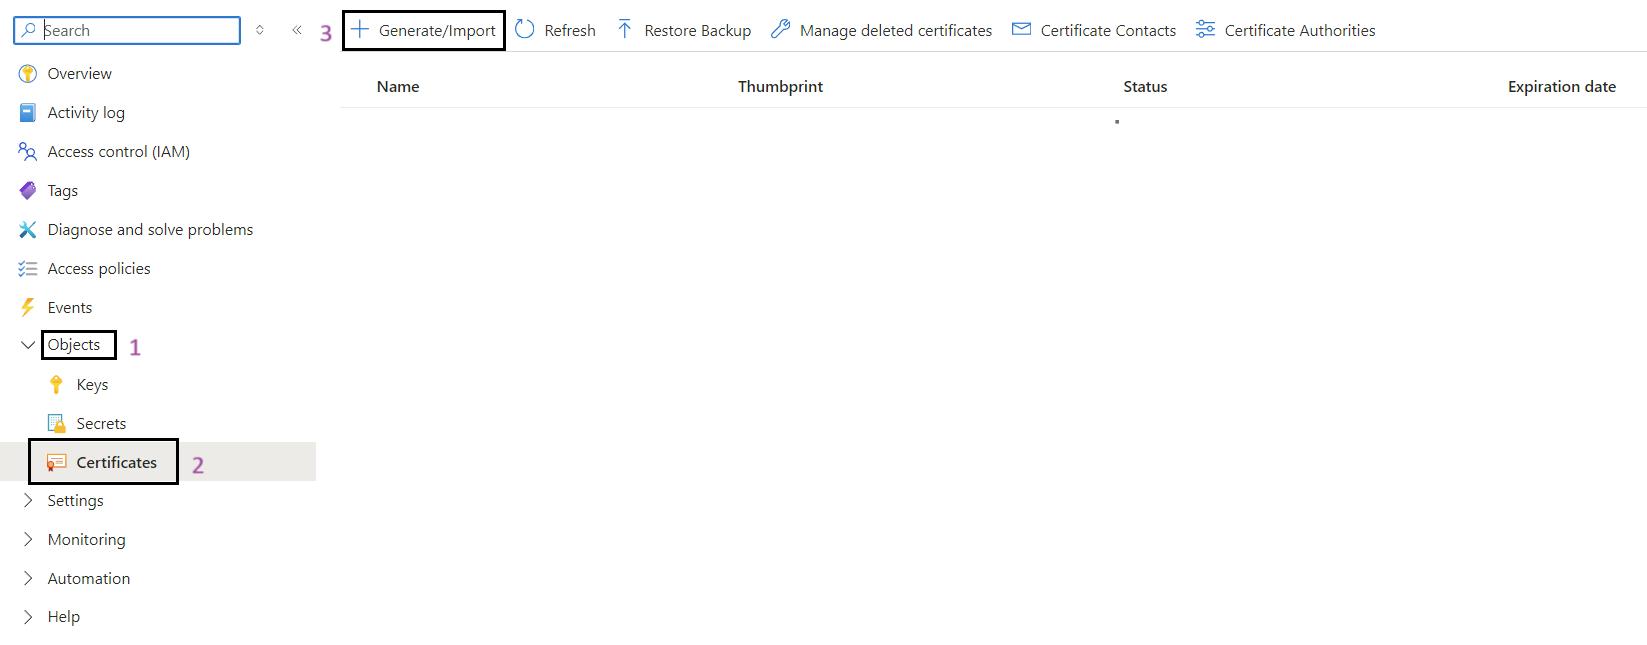 Search
3 Generate/Import Refresh Restore Backup Manage deleted certificates Certificate Contacts Certificate Authorities
Name Thumbprint Status Expiration date
Overview
Activity log
Access control (IAM)
Tags
Diagnose and solve problems
Access policies
Events
Objects 1
Keys
Secrets
Certificates 2
Settings
Monitoring
Automation
Help